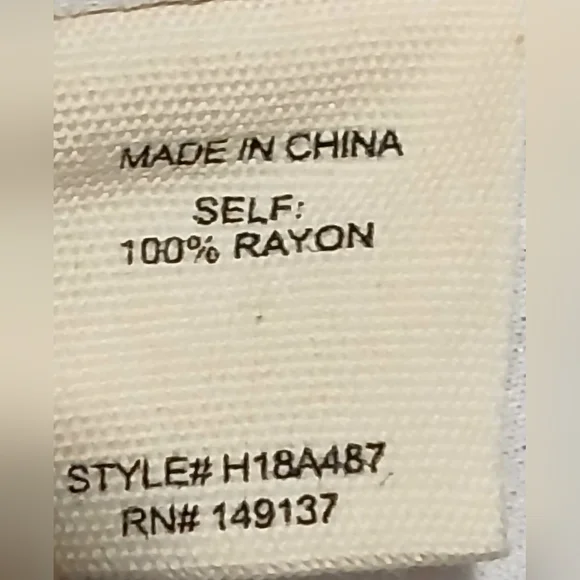 MADE IN CHINA
SELF:
100% RAYON
STYLE# H18A487
RN# 149137